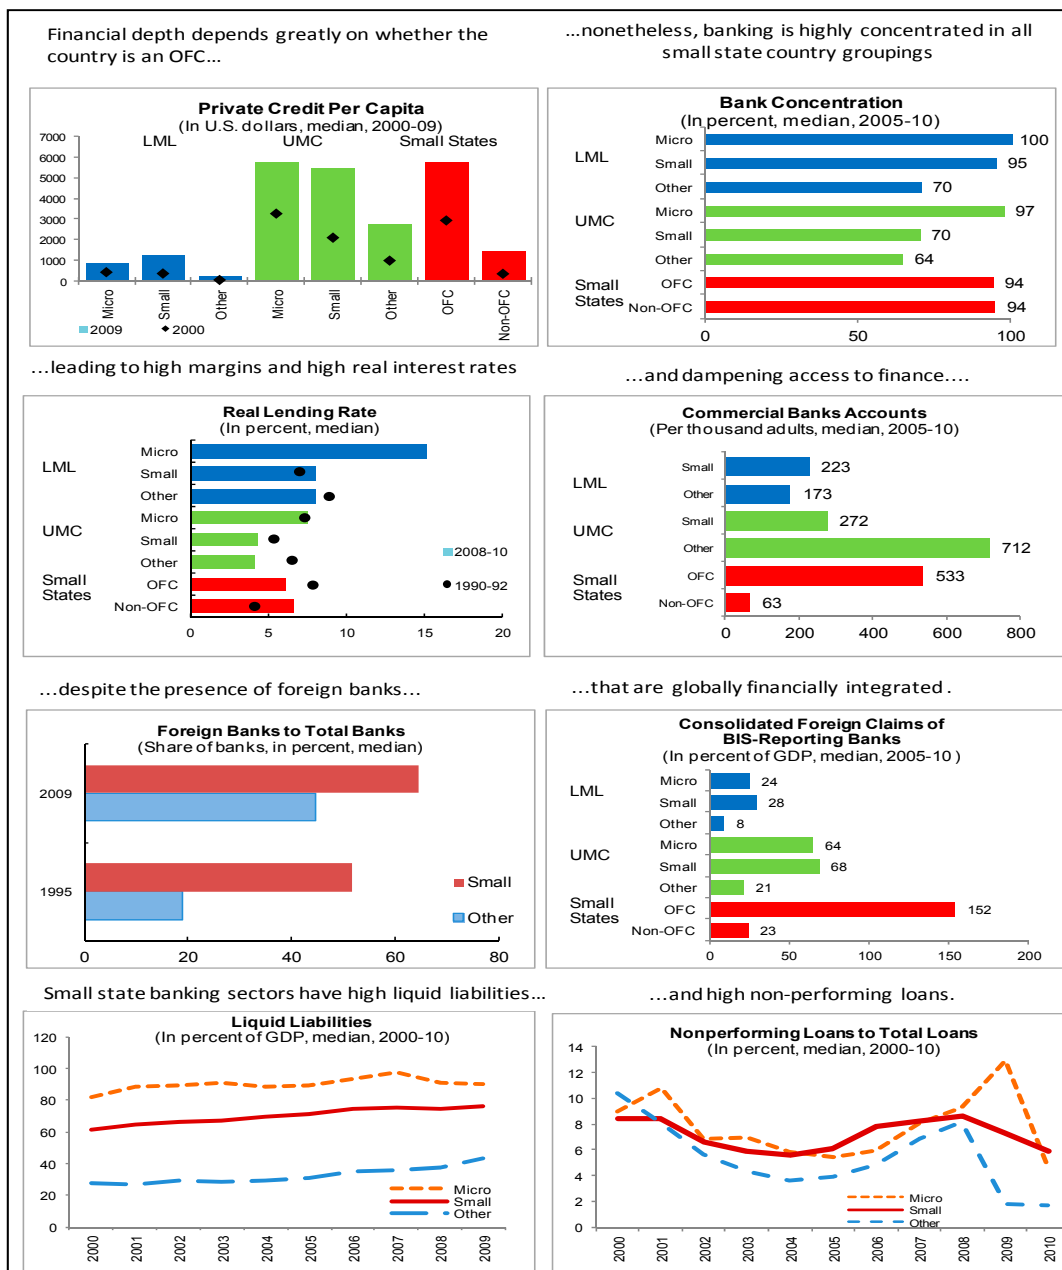 Financial depth depends greatly on whether the
country is an OFC...
...nonetheless, banking is highly concentrated in all
small state country groupings
Private Credit Per Capita
(In U.S. dollars, median, 2000-09)
LML
UMC
Small States
7000
6000
5000
4000
3000
2000
1000
0
Micro
Small
Other
Micro
Small
Other
OFC
Non-OFC
2009
2000
Bank Concentration
(In percent, median, 2005-10)
LML
UMC
Small
States
Micro
100
Small
95
Other
70
Micro
97
Small
70
Other
64
OFC
94
Non-OFC
94
0
50
100
...leading to high margins and high real interest rates
...and dampening access to finance....
Real Lending Rate
(In percent, median)
LML
UMC
Small
States
Micro
Small
Other
Micro
Small
Other
OFC
Non-OFC
2008-10
1990-92
0
5
10
15
20
Commercial Banks Accounts
(Per thousand adults, median, 2005-10)
LML
UMC
Small
States
Small
223
Other
173
Small
272
Other
712
OFC
533
Non-OFC
63
0
200
400
600
800
...despite the presence of foreign banks...
...that are globally financially integrated .
Foreign Banks to Total Banks
(Share of banks, in percent, median)
2009
1995
Small
Other
0
20
40
60
80
Consolidated Foreign Claims of
BIS-Reporting Banks
(In percent of GDP, median, 2005-10 )
LML
UMC
Small
States
Micro
24
Small
28
Other
8
Micro
64
Small
68
Other
21
OFC
152
Non-OFC
23
0
50
100
150
200
Small state banking sectors have high liquid liabilities...
...and high non-performing loans.
Liquid Liabilities
(In percent of GDP, median, 2000-10)
120
100
80
60
40
20
0
Micro
Small
Other
2000
2001
2002
2003
2004
2005
2006
2007
2008
2009
Nonperforming Loans to Total Loans
(In percent, median, 2000-10)
14
12
10
8
6
4
2
0
Micro
Small
Other
2000
2001
2002
2003
2004
2005
2006
2007
2008
2009
2010